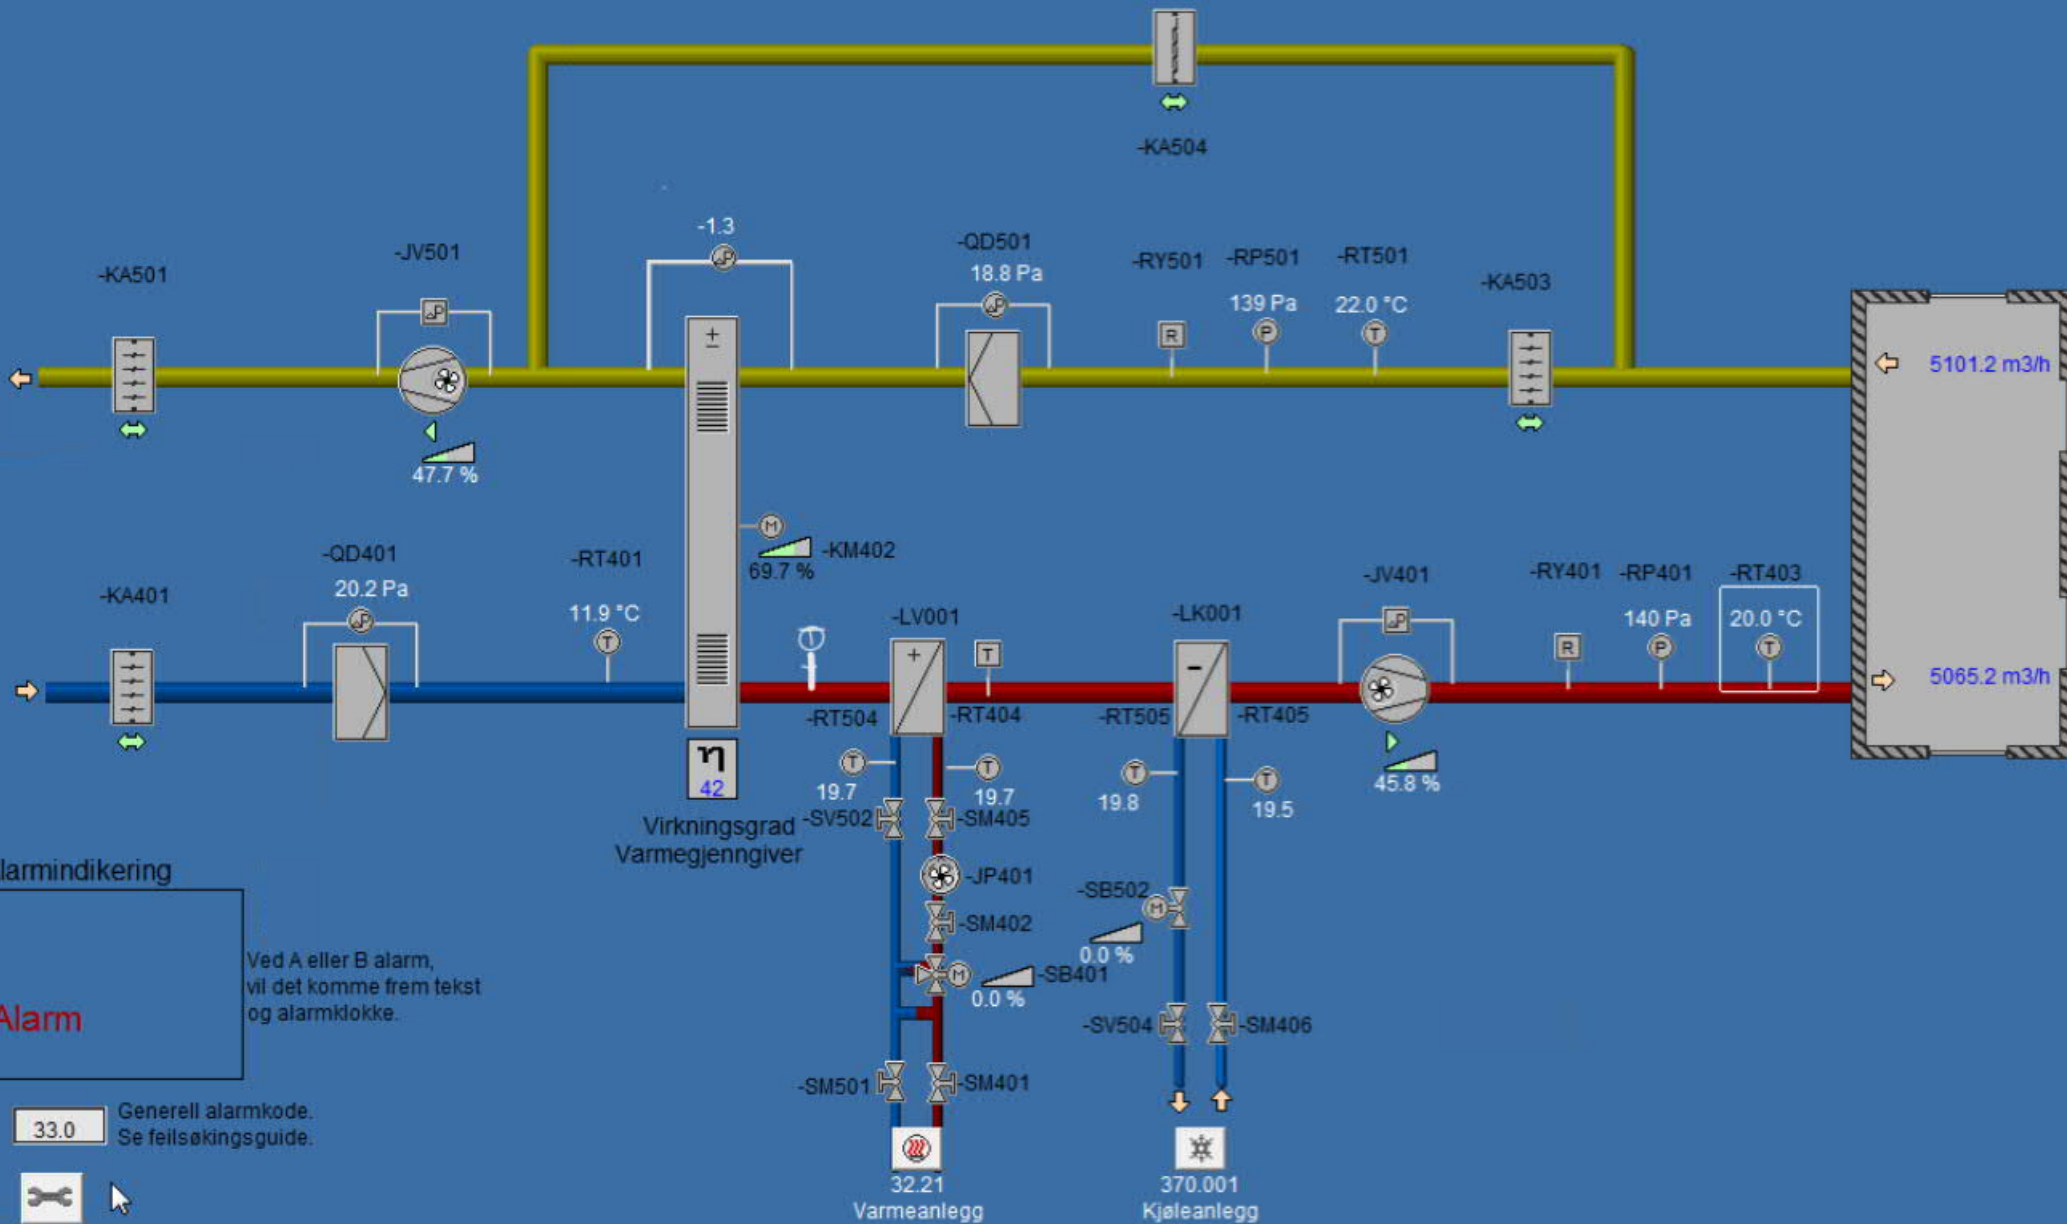 -KA504
-1.3
-JV501
-QD501
18.8 Pa
-RY501
-RP501
139 Pa
-RT501
22.0 °C
-KA501
-KA503
P
P
P
R
P
T
±
5101.2 m3/h
47.7 %
M
-KM402
69.7 %
-QD401
20.2 Pa
-RT401
11.9 °C
-KA401
P
T
-LV001
-LK001
-JV401
-RY401
-RP401
140 Pa
-RT403
20.0 °C
+
T
-
P
R
P
T
5065.2 m3/h
-RT504
-RT404
-RT505
-RT405
η
42
T
19.7
T
19.7
T
19.8
T
19.5
45.8 %
Virkningsgrad
Varmegjenngiver
-SV502
-SM405
-JP401
-SM402
-SB502
M
0.0 %
M
-SB401
0.0 %
-SV504
-SM406
-SM501
-SM401
larmindikering
Alarm
Ved A eller B alarm,
vil det komme frem tekst
og alarmklokke.
33.0
Generell alarmkode.
Se feilsøkingsguide.
32.21
Varmeanlegg
370.001
Kjøleanlegg